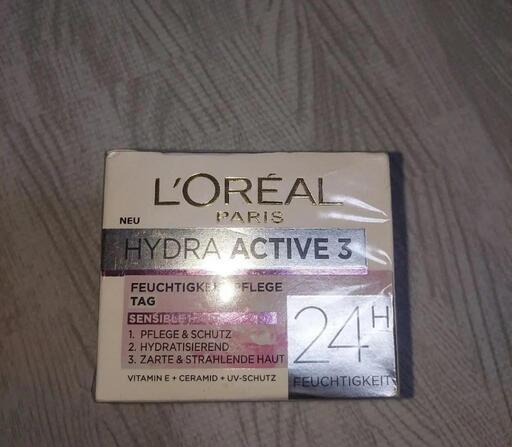 L'ORÉAL
PARIS
NEU
HYDRA ACTIVE 3
PFLEGE
TAG
1. PFLEGE & SCHUTZ
2. HYDRATISIEREND
3. ZARTE & STRAHLENDE HAUT
24H
FEUCHTIGKEIT
VITAMIN E + CERAMID + UV-SCHUTZ